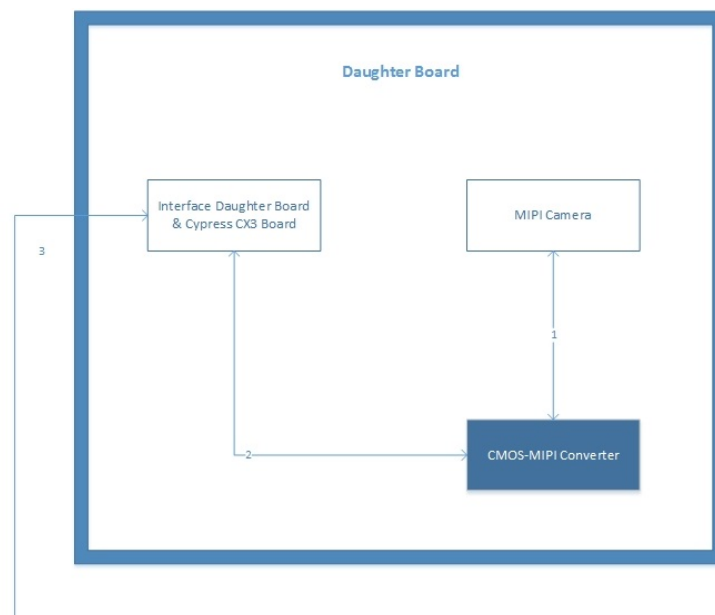 Daughter Board
Interface Daughter Board
& Cypress CX3 Board
MIPI Camera
3
1
2
CMOS-MIPI Converter